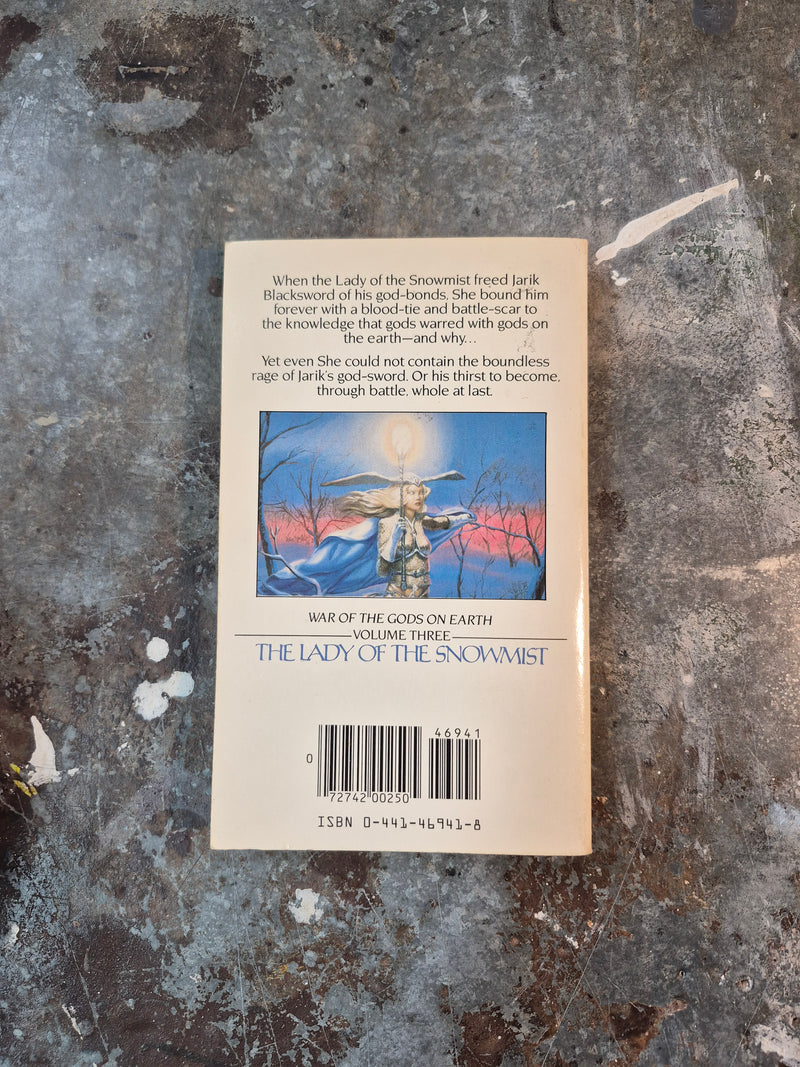 When the Lady of the Snowmist freed Jarik
Blacksword of his god-bonds, She bound him
forever with a blood-tie and battle-scar to
the knowledge that gods warred with gods on
the earth—and why...
Yet even She could not contain the boundless
rage of Jarik's god-sword. Or his thirst to become,
through battle, whole at last.
WAR OF THE GODS ON EARTH
VOLUME THREE
THE LADY OF THE SNOWMIST
46941
0
72742 00250
ISBN 0-441-46941-8